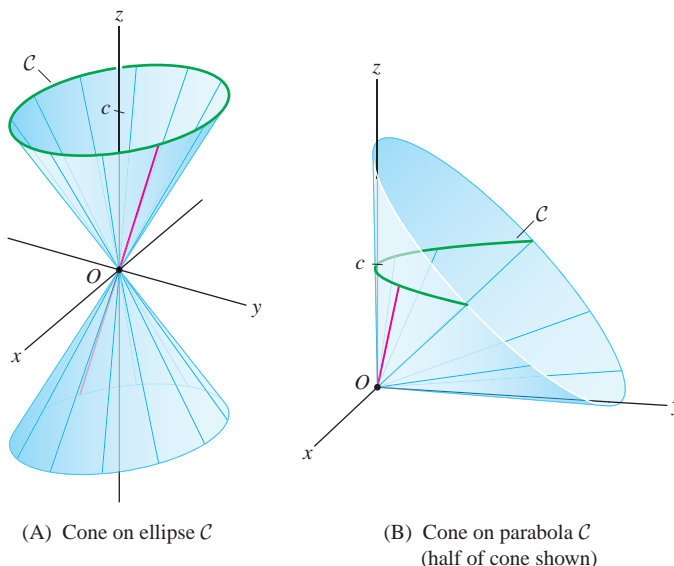 z
C
c
O
y
x
(A) Cone on ellipse C
z
C
c
O
x
(B) Cone on parabola C
(half of cone shown)